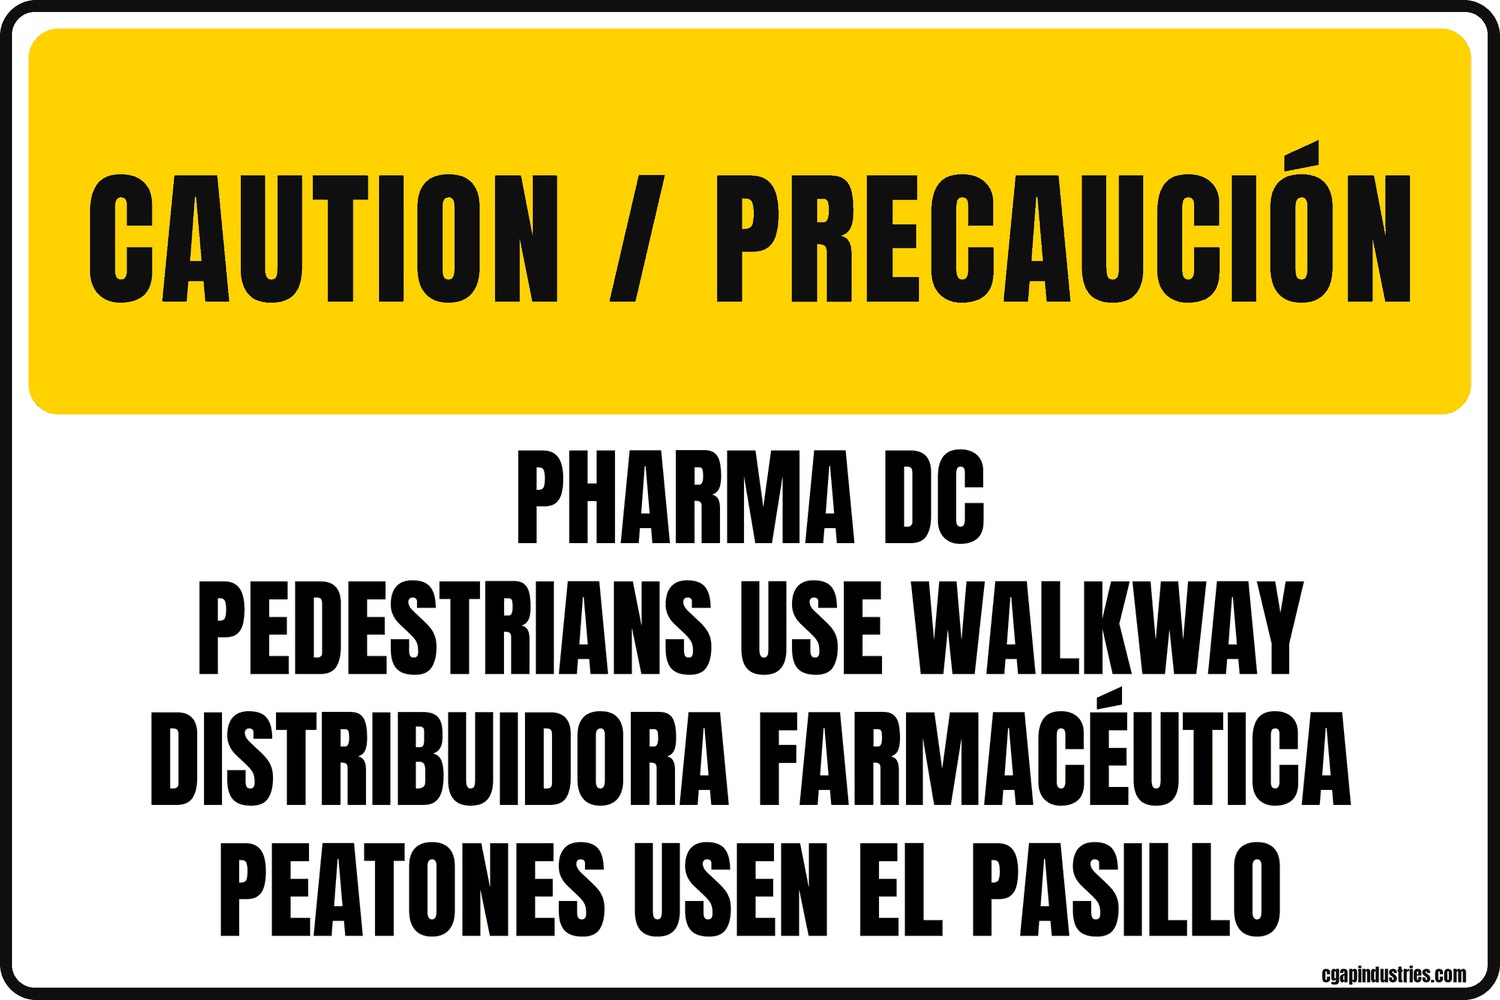 CAUTION / PRECAUCIÓN
PHARMA DC
PEDESTRIANS USE WALKWAY
DISTRIBUIDORA FARMACÉUTICA
PEATONES USEN EL PASILLO
cgapindustries.com